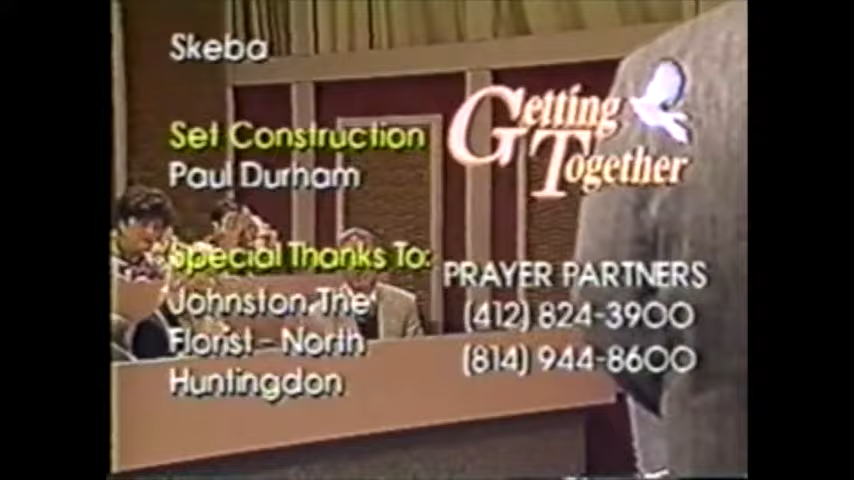 Skeba
Set Construction
Paul Durham
Special Thanks To:
Johnston The
Florist - North
Huntingdon
Getting
Together
PRAYER PARTNERS
(412) 824-3900
(814) 944-8600